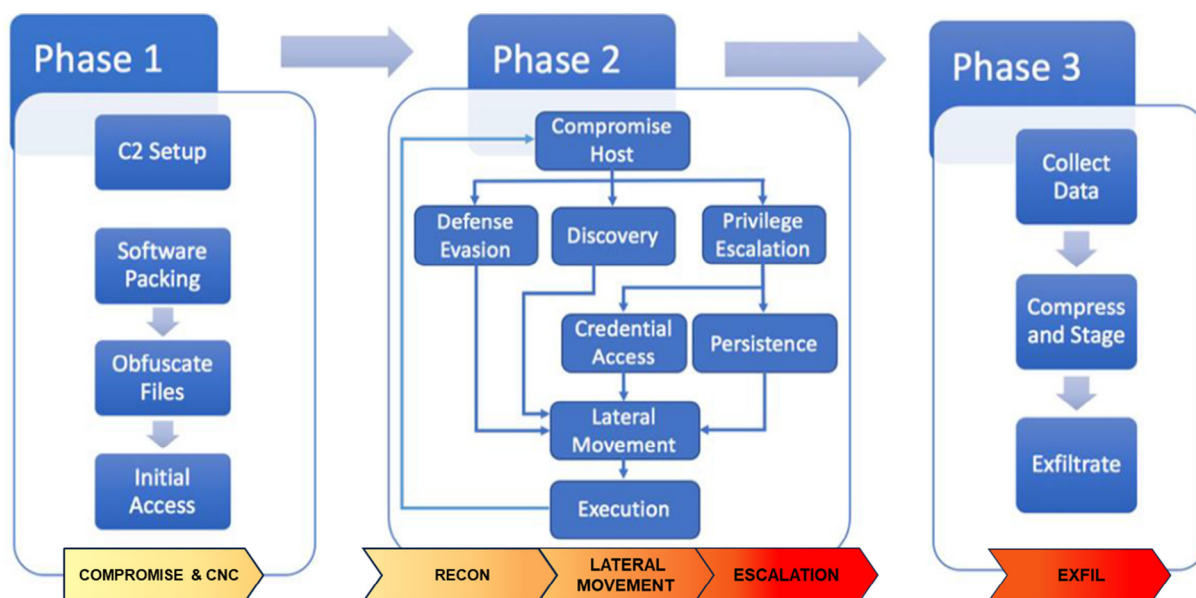 Phase 1
C2 Setup
Software
Packing
Obfuscate
Files
Initial
Access
COMPROMISE & CNC
Phase 2
Compromise
Host
Defense
Evasion
Discovery
Privilege
Escalation
Credential
Access
Persistence
Lateral
Movement
Execution
RECON
LATERAL
MOVEMENT
ESCALATION
Phase 3
Collect
Data
Compress
and Stage
Exfiltrate
EXFIL